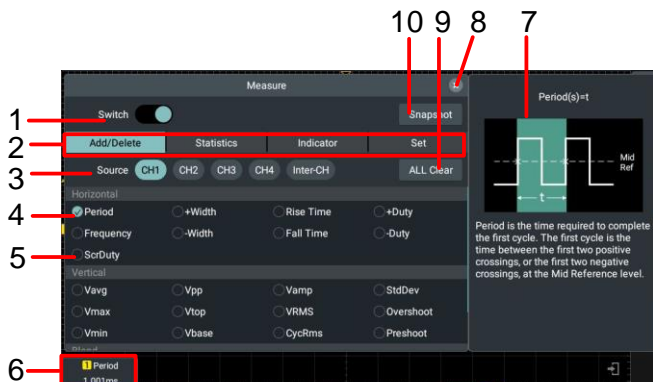 10 9 8 7
Measure
1 Switch Snapshot
2 Add/Delete Statistics Indicator Set
3 Source CH1 CH2 CH3 CH4 Inter-CH ALL Clear
Horizontal
4 Period +Width Rise Time +Duty
Frequency -Width Fall Time -Duty
5 ScrDuty
Vertical
Vavg Vpp Vamp StdDev
Vmax Vtop VRMS Overshoot
Vmin Vbase CycRms Preshoot
Blend
6 1 Period
1.001ms
Period(s)=t
Mid
Ref
t
Period is the time required to complete
the first cycle. The first cycle is the
time between the first two positive
crossings, or the first two negative
crossings, at the Mid Reference level.